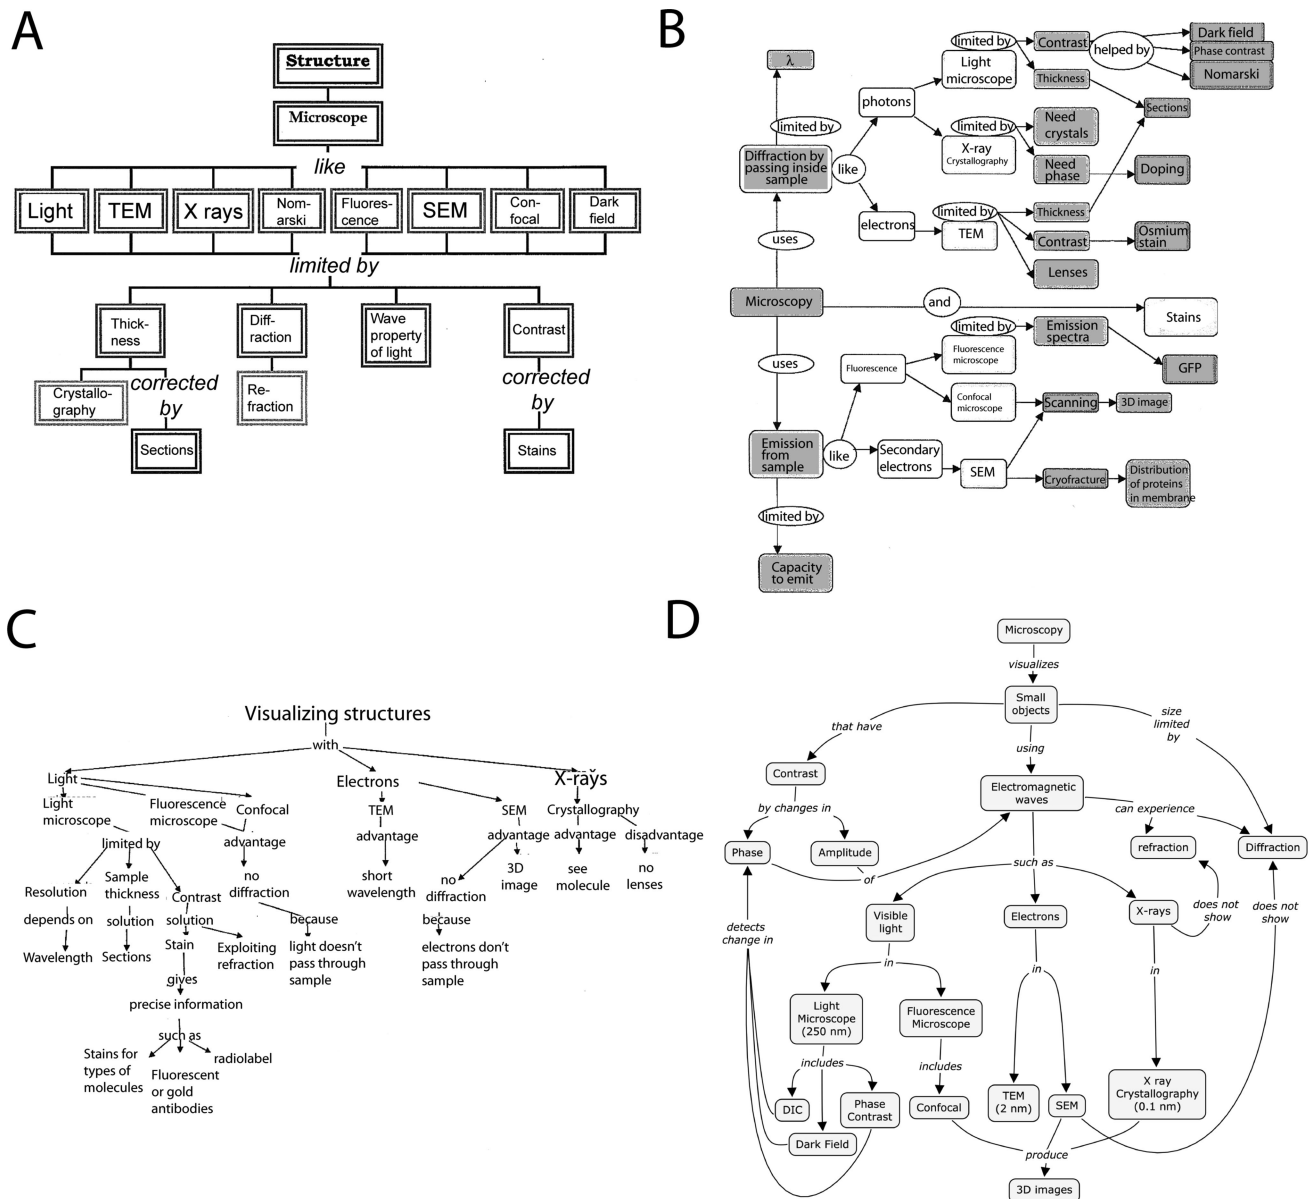 A
Structure
Microscope
like
Light
TEM
X rays
Nom-
arski
Fluores-
cence
SEM
Con-
focal
Dark
field
limited by
Thick-
ness
Diff-
raction
Wave
property
of light
Contrast
Crystallo-
graphy
corrected
by
Re-
fraction
corrected
by
Sections
Stains
B
λ
limited by
Diffraction by
passing inside
sample
like
photons
electrons
limited by
Light
microscope
Contrast
helped by
Dark field
Phase contrast
Nomarski
Thickness
Sections
limited by
X-ray
Crystallography
Need
crystals
Need
phase
Doping
limited by
TEM
Thickness
Contrast
Osmium
stain
Lenses
uses
Microscopy
and
Stains
uses
limited by
Fluorescence
microscope
Emission
spectra
GFP
Fluorescence
Confocal
microscope
Scanning
3D image
Emission
from
sample
like
Secondary
electrons
SEM
Cryofracture
Distribution
of proteins
in membrane
limited by
Capacity
to emit
C
Visualizing structures
with
Light
Electrons
X-rays
Light
microscope
Fluorescence
microscope
Confocal
TEM
SEM
Crystallography
limited by
advantage
advantage
advantage
advantage
disadvantage
Resolution
Sample
thickness
Contrast
no
diffraction
short
wavelength
no
diffraction
3D
image
see
molecule
no
lenses
depends on
solution
solution
because
because
Wavelength
Sections
Stain
Exploiting
refraction
light doesn't
pass through
sample
electrons don't
pass through
sample
gives
precise information
such as
Stains for
types of
molecules
Fluorescent
or gold
antibodies
radiolabel
D
Microscopy
visualizes
Small
objects
that have
using
size
limited
by
Contrast
Electromagnetic
waves
by changes in
can experience
Phase
Amplitude
of
refraction
Diffraction
such as
Visible
light
Electrons
X-rays
does not
show
does not
show
detects
change in
in
in
in
Light
Microscope
(250 nm)
Fluorescence
Microscope
includes
includes
DIC
Phase
Contrast
Dark Field
Confocal
TEM
(2 nm)
SEM
X ray
Crystallography
(0.1 nm)
produce
3D images